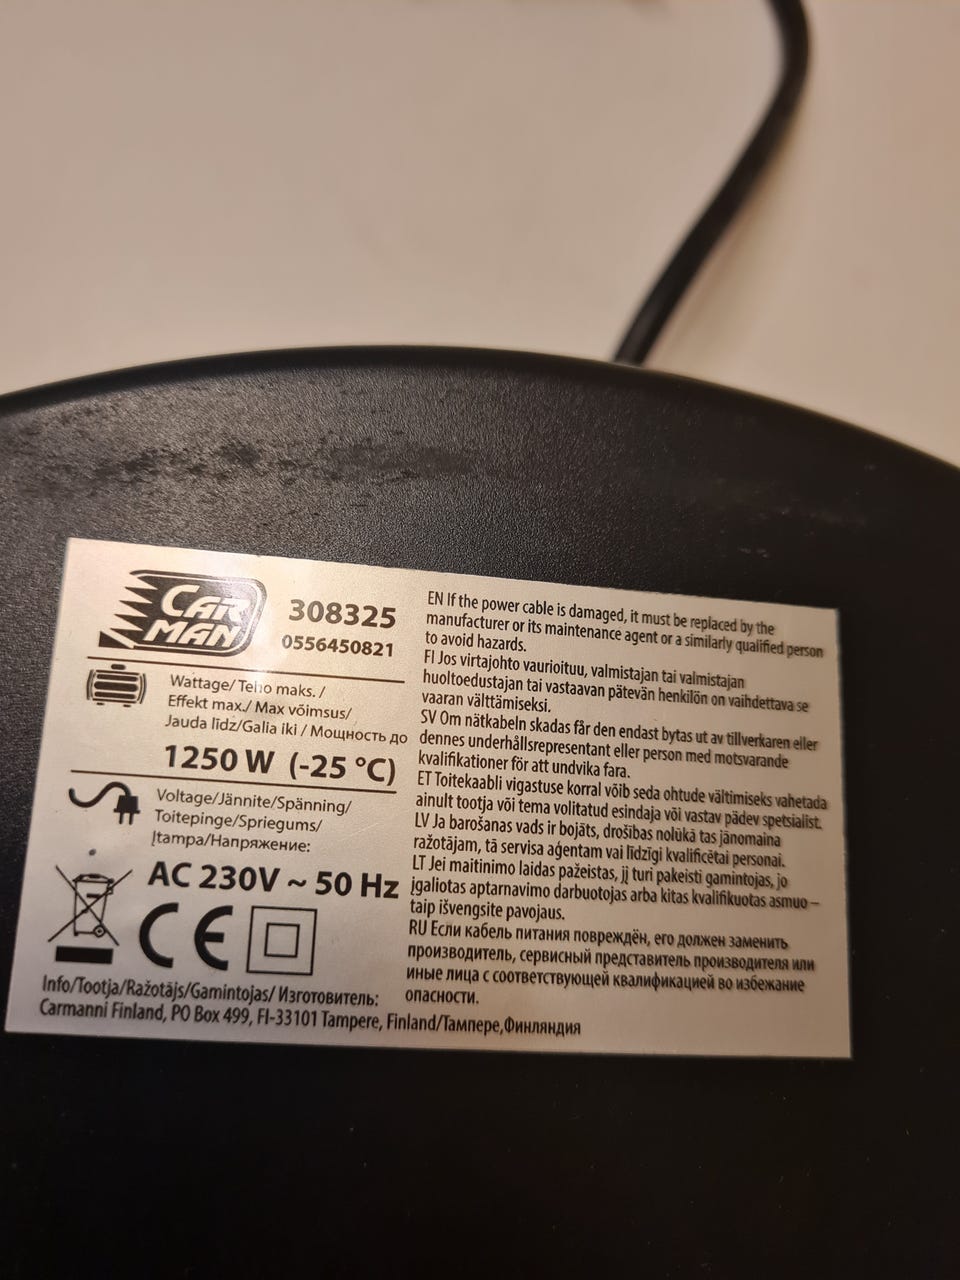 CAR
MAN
308325
0556450821
Wattage/ Teho maks. /
Effekt max./ Max võimsus/
Jauda līdz/Galia iki / Мощность до
1250 W (-25 °C)
Voltage/Jännite/Spänning/
Toitepinge/Spriegums/
Įtampa/Напряжение:
AC 230V ~ 50 Hz
CE
Info/Tootja/Ražotājs/Gamintojas/ Изготовитель:
Carmanni Finland, PO Box 499, FI-33101 Tampere, Finland/Тампере,Финляндия
EN If the power cable is damaged, it must be replaced by the
manufacturer or its maintenance agent or a similarly qualified person
to avoid hazards.
FI Jos virtajohto vaurioituu, valmistajan tai valmistajan
huoltoedustajan tai vastaavan pätevän henkilön on vaihdettava se
vaaran välttämiseksi.
SV Om nätkabeln skadas får den endast bytas ut av tillverkaren eller
dennes underhållsrepresentant eller person med motsvarande
kvalifikationer för att undvika fara.
ET Toitekaabli vigastuse korral võib seda ohtude vältimiseks vahetada
ainult tootja või tema volitatud esindaja või vastav pädev spetsialist.
LV Ja barošanas vads ir bojāts, drošības nolūkā tas jānomaina
ražotājam, tā servisa aģentam vai līdzīgi kvalificētai personai.
LT Jei maitinimo laidas pažeistas, jį turi pakeisti gamintojas, jo
įgaliotas aptarnavimo darbuotojas arba kitas kvalifikuotas asmuo –
taip išvengsite pavojaus.
RU Если кабель питания повреждён, его должен заменить
производитель, сервисный представитель производителя или
иные лица с соответствующей квалификацией во избежание
опасности.